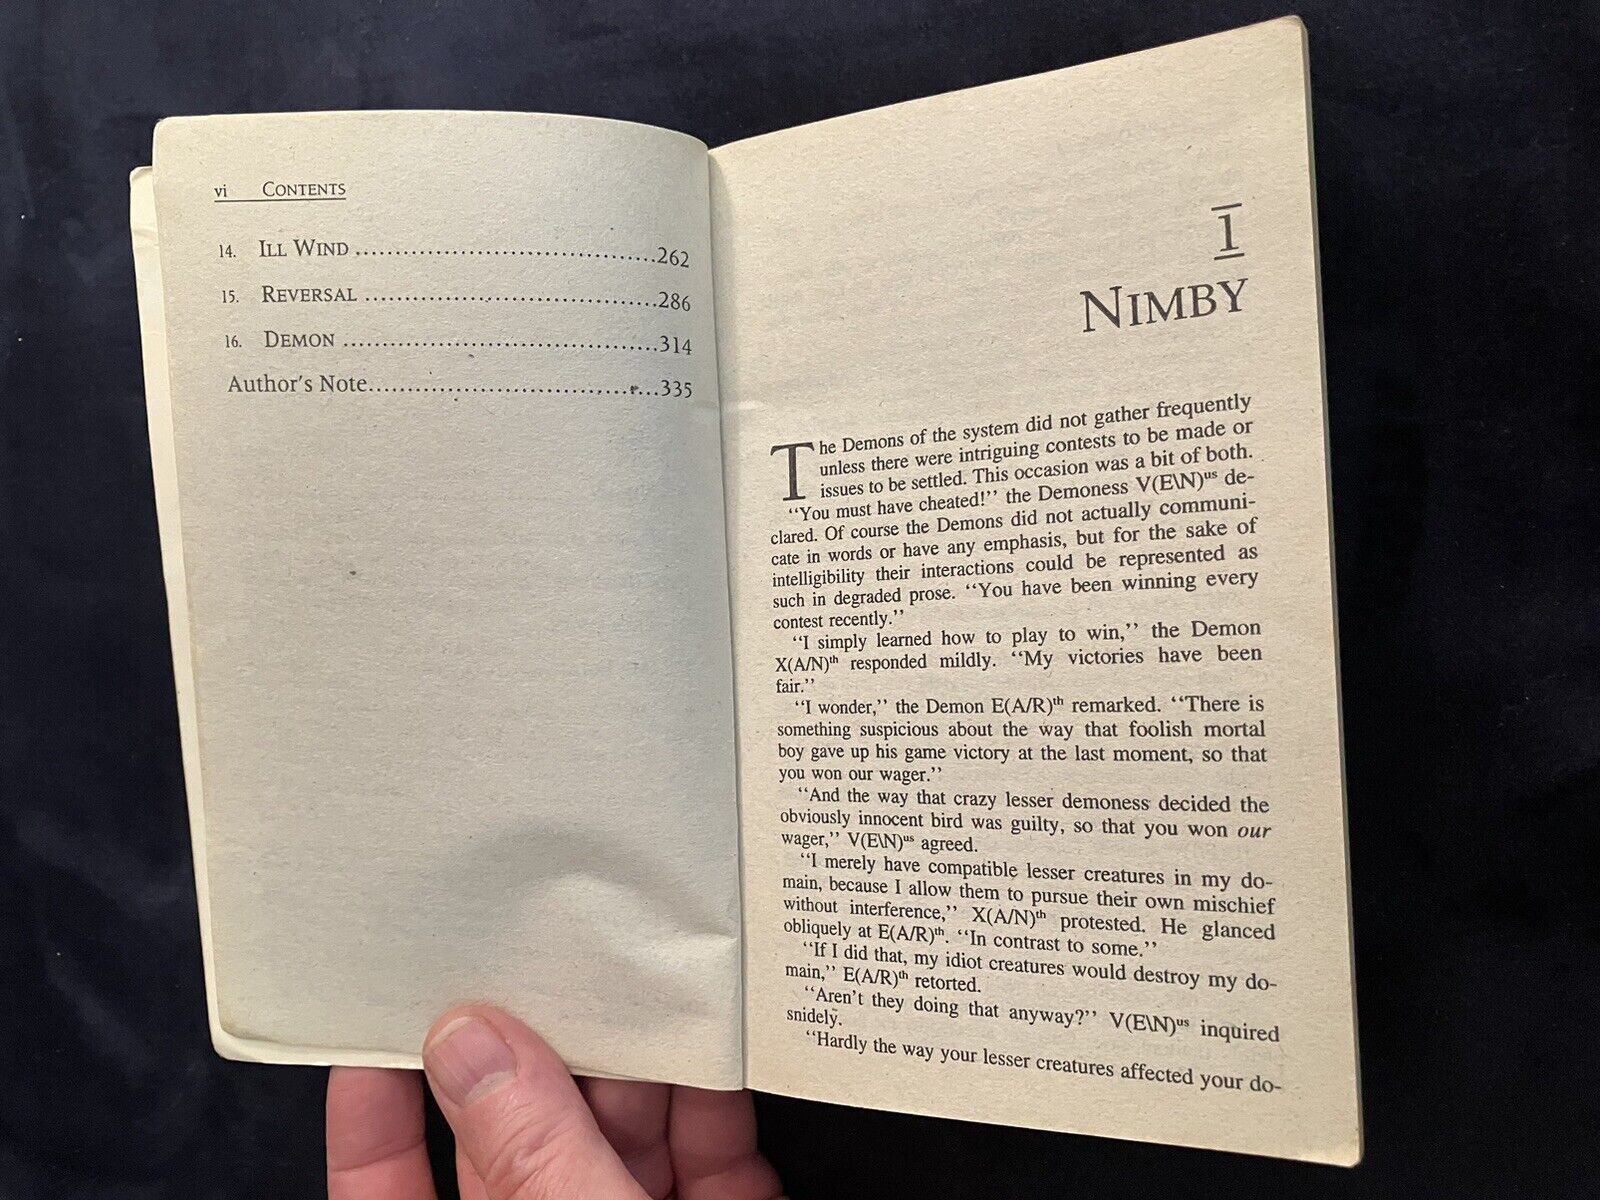 vi CONTENTS
14. ILL WIND ....................................262
15. REVERSAL ...................................286
16. DEMON ......................................314
Author's Note...................................335
1
NIMBY
The Demons of the system did not gather frequently
unless there were intriguing contests to be made or
issues to be settled. This occasion was a bit of both.
“You must have cheated!” the Demoness V(E\N)ᵘˢ de-
clared. Of course the Demons did not actually communi-
cate in words or have any emphasis, but for the sake of
intelligibility their interactions could be represented as
such in degraded prose. “You have been winning every
contest recently.”
“I simply learned how to play to win,” the Demon
X(A/N)ᵗʰ responded mildly. “My victories have been
fair.”
“I wonder,” the Demon E(A/R)ᵗʰ remarked. “There is
something suspicious about the way that foolish mortal
boy gave up his game victory at the last moment, so that
you won our wager.”
“And the way that crazy lesser demoness decided the
obviously innocent bird was guilty, so that you won our
wager,” V(E\N)ᵘˢ agreed.
“I merely have compatible lesser creatures in my do-
main, because I allow them to pursue their own mischief
without interference,” X(A/N)ᵗʰ protested. He glanced
obliquely at E(A/R)ᵗʰ. “In contrast to some.”
“If I did that, my idiot creatures would destroy my do-
main,” E(A/R)ᵗʰ retorted.
“Aren't they doing that anyway?” V(E\N)ᵘˢ inquired
snidely.
“Hardly the way your lesser creatures affected your do-